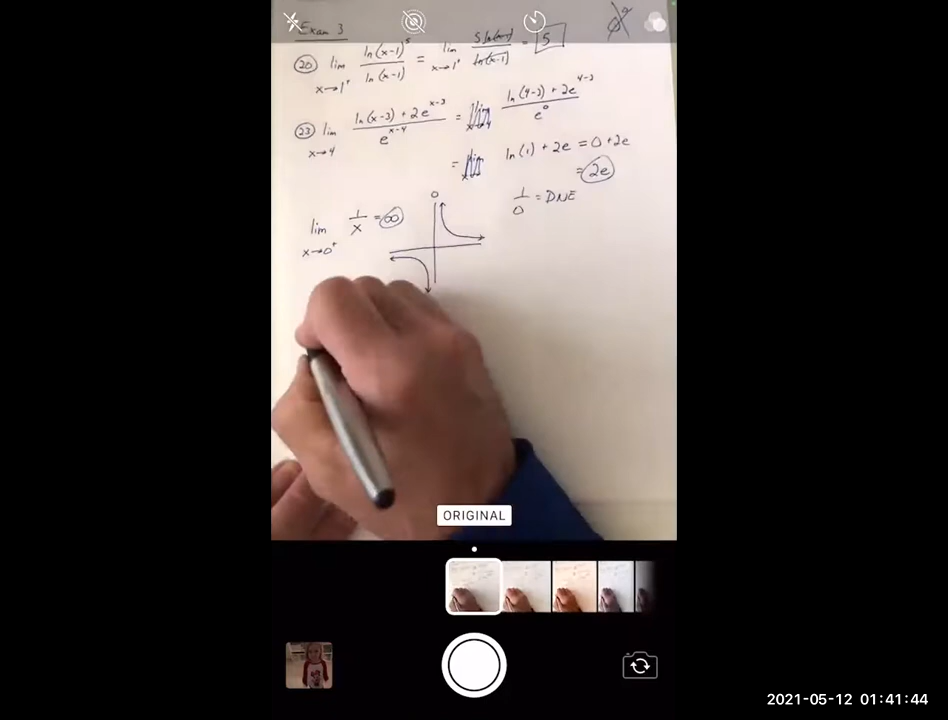 Exam 3
(20) lim x→1⁺ ln(x-1)⁵ / ln(x-1) = lim x→1⁺ 5 ln(x-1) / ln(x-1) = 5
(23) lim x→4 ln(x-3) + 2e^(x-3) / e^(x-4) = ln(4-3) + 2e^(4-3) / e⁰
= ln(1) + 2e = 0 + 2e
= 2e
1/0 = DNE
lim x→0⁺ 1/x = ∞
0
ORIGINAL
2021-05-12 01:41:44